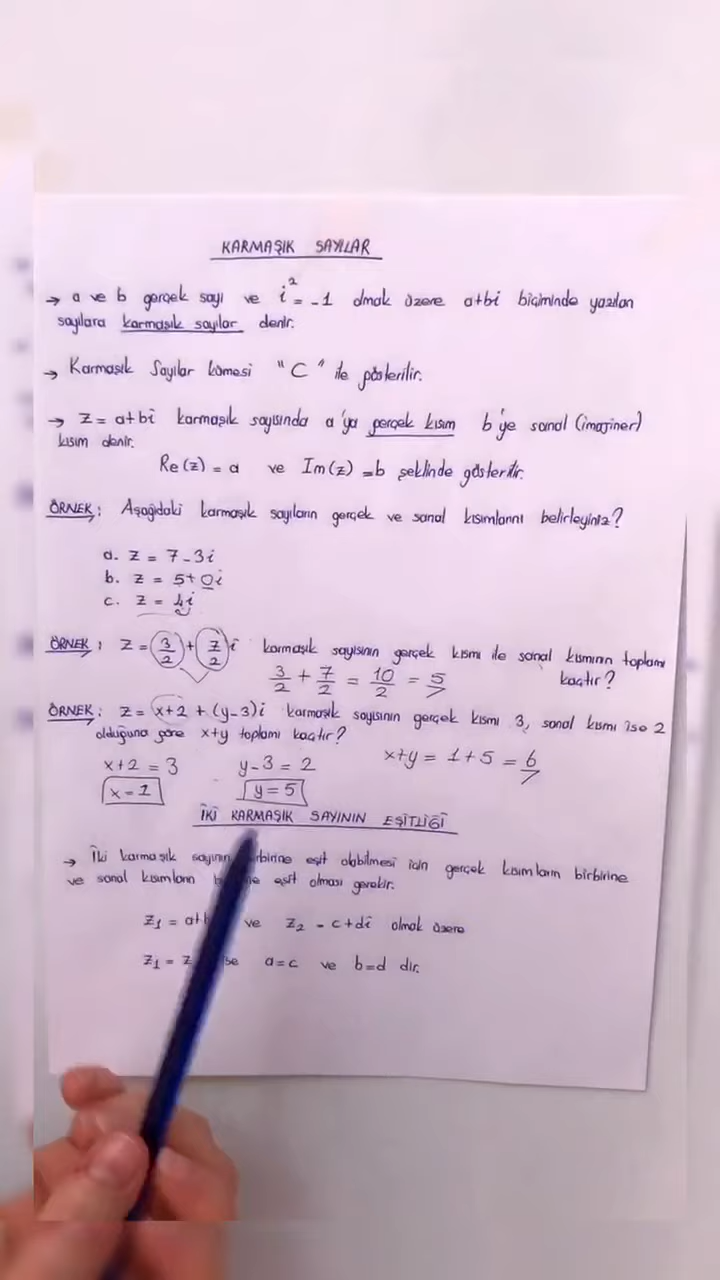 KARMAŞIK SAYILAR
→ a ve b gerçek sayı ve i² = -1 olmak üzere a+bi biçiminde yazılan
sayılara karmaşık sayılar denir.
→ Karmaşık Sayılar kümesi "C" ile gösterilir.
→ z = a+bi karmaşık sayısında a'ya gerçek kısım b'ye sanal (imajiner)
kısım denir.
Re(z) = a ve Im(z) = b şeklinde gösterilir.
ÖRNEK: Aşağıdaki karmaşık sayıların gerçek ve sanal kısımlarını belirleyiniz?
a. z = 7-3i
b. z = 5+0i
c. z = 4i
ÖRNEK: z = 3/2 + 7/2 i karmaşık sayısının gerçek kısmı ile sanal kısmının toplamı
kaçtır?
3/2 + 7/2 = 10/2 = 5
ÖRNEK: z = x+2 + (y-3)i karmaşık sayısının gerçek kısmı 3, sanal kısmı ise 2
olduğuna göre x+y toplamı kaçtır?
x+2 = 3 y-3 = 2 x+y = 1+5 = 6
x = 1 y = 5
İKİ KARMAŞIK SAYININ EŞİTLİĞİ
→ İki karmaşık sayının birbirine eşit olabilmesi için gerçek kısımların birbirine
ve sanal kısımların eşit olması gerekir.
z₁ = a+b ve z₂ = c+di olmak üzere
z₁ = z ise a=c ve b=d dir.